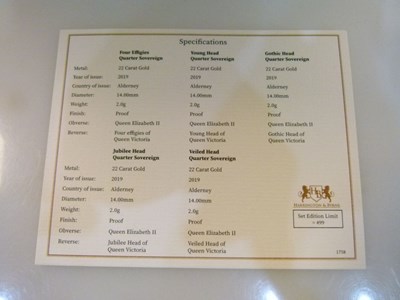 Specifications
Four Effigies Young Head Gothic Head
Quarter Sovereign Quarter Sovereign Quarter Sovereign
Metal: 22 Carat Gold 22 Carat Gold 22 Carat Gold
Year of issue: 2019 2019 2019
Country of issue: Alderney Alderney Alderney
Diameter: 14.00mm 14.00mm 14.00mm
Weight: 2.0g 2.0g 2.0g
Finish: Proof Proof Proof
Obverse: Queen Elizabeth II Queen Elizabeth II Queen Elizabeth II
Reverse: Four effigies of Young Head of Gothic Head of
Queen Victoria Queen Victoria Queen Victoria
Jubilee Head Veiled Head
Quarter Sovereign Quarter Sovereign
Metal: 22 Carat Gold 22 Carat Gold
Year of issue: 2019 2019
Country of issue: Alderney Alderney
Diameter: 14.00mm 14.00mm
Weight: 2.0g 2.0g
Finish: Proof Proof
Obverse: Queen Elizabeth II Queen Elizabeth II
Reverse: Jubilee Head of Veiled Head of
Queen Victoria Queen Victoria
HARRINGTON & BYRNE
Set Edition Limit
499